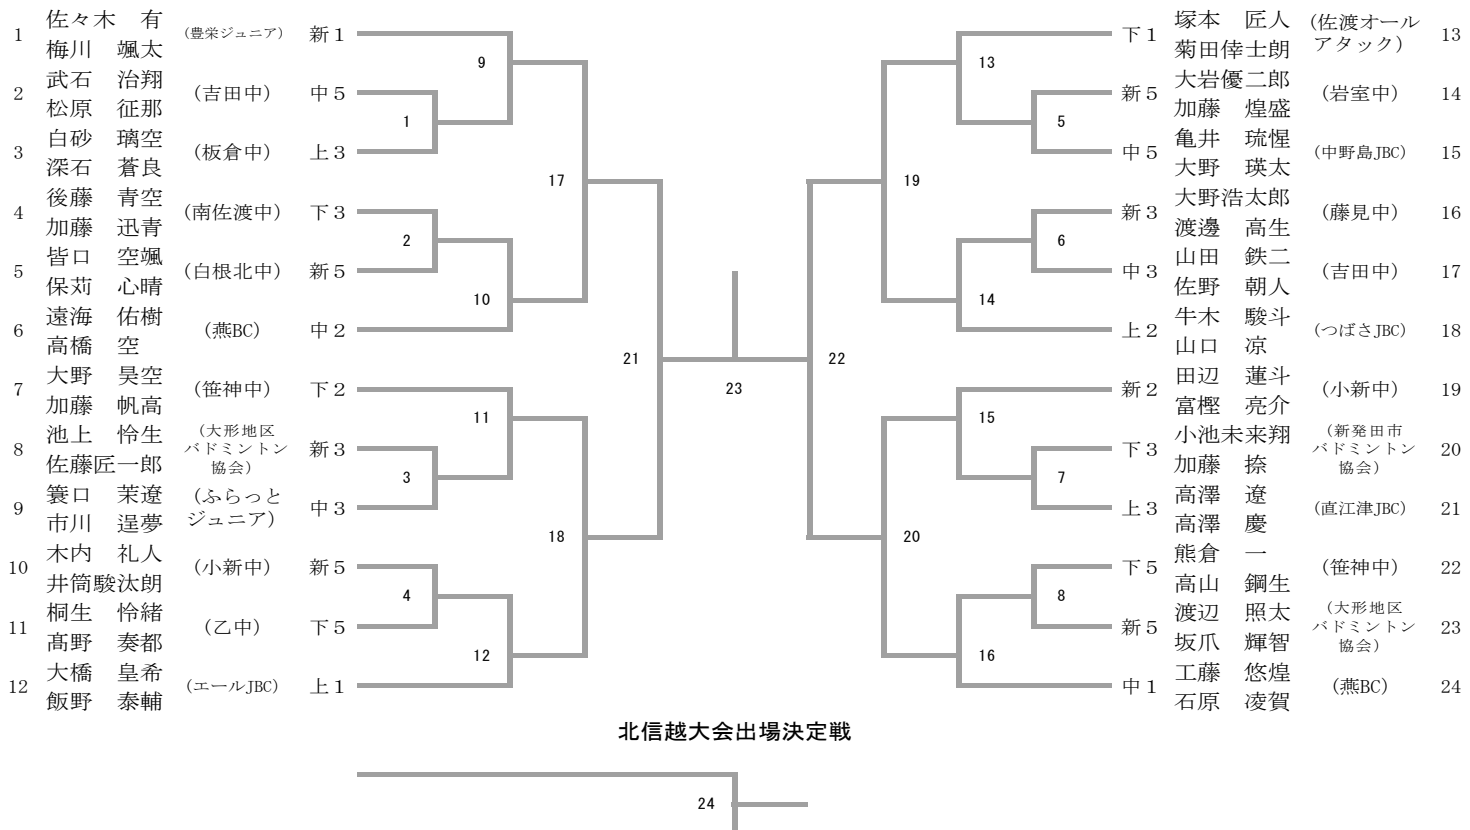 1 佐々木 有 梅川 颯太 (豊栄ジュニア) 新1
2 武石 治翔 松原 征那 (吉田中) 中5
3 白砂 璃空 深石 蒼良 (板倉中) 上3
4 後藤 青空 加藤 迅青 (南佐渡中) 下3
5 皆口 空颯 保苅 心晴 (白根北中) 新5
6 遠海 佑樹 高橋 空 (燕BC) 中2
7 大野 昊空 加藤 帆高 (笹神中) 下2
8 池上 怜生 佐藤匠一郎 (大形地区バドミントン協会) 新3
9 簑口 茉遼 市川 逞夢 (ふらっとジュニア) 中3
10 木内 礼人 井筒駿汰朗 (小新中) 新5
11 桐生 怜緒 髙野 奏都 (乙中) 下5
12 大橋 皇希 飯野 泰輔 (エールJBC) 上1
9
1
17
2
10
21
11
3
18
4
12
23
13
5
19
6
14
22
15
7
20
8
16
下1 塚本 匠人 菊田倖士朗 (佐渡オールアタック) 13
新5 大岩優二郎 加藤 煌盛 (岩室中) 14
中5 亀井 琉惺 大野 瑛太 (中野島JBC) 15
新3 大野浩太郎 渡邊 高生 (藤見中) 16
中3 山田 鉄二 佐野 朝人 (吉田中) 17
上2 牛木 駿斗 山口 凉 (つばさJBC) 18
新2 田辺 蓮斗 富樫 亮介 (小新中) 19
下3 小池未来翔 加藤 捺 (新発田市バドミントン協会) 20
上3 高澤 遼 高澤 慶 (直江津JBC) 21
下5 熊倉 一 高山 鋼生 (笹神中) 22
新5 渡辺 照太 坂爪 輝智 (大形地区バドミントン協会) 23
中1 工藤 悠煌 石原 凌賀 (燕BC) 24
北信越大会出場決定戦
24